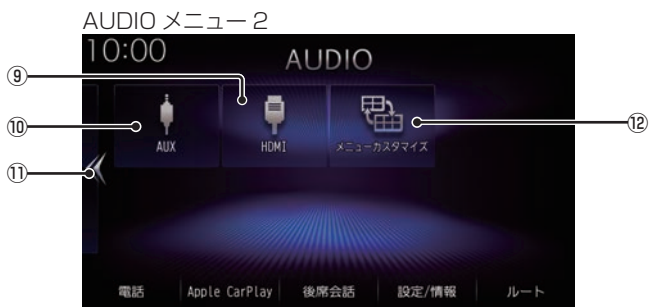 AUDIO メニュー 2
10:00 AUDIO
⑨
⑩
⑪
⑫
AUX HDMI メニューカスタマイズ
電話 Apple CarPlay 後席会話 設定/情報 ルート